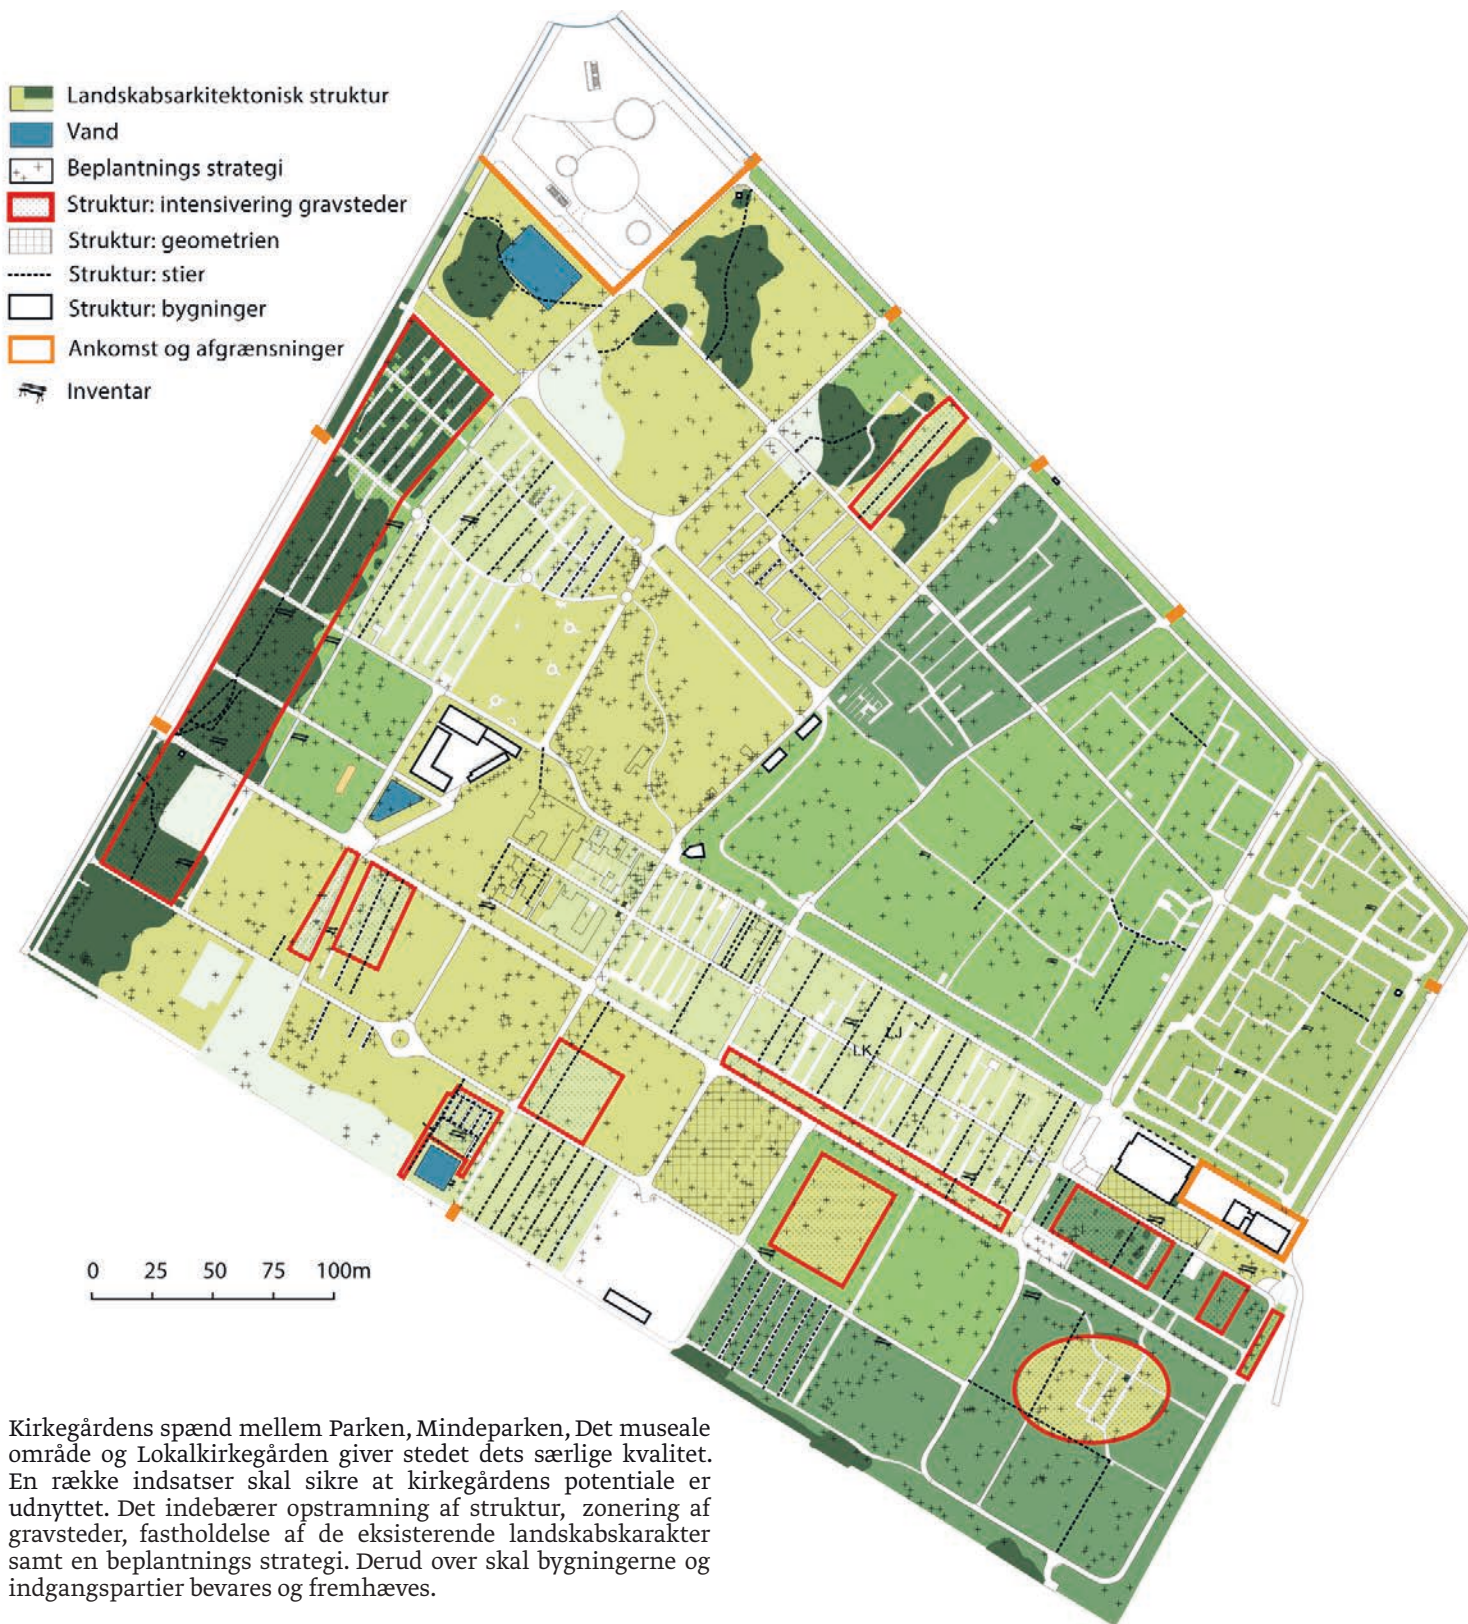 Landskabsarkitektonisk struktur
Vand
Beplantnings strategi
Struktur: intensivering gravsteder
Struktur: geometrien
Struktur: stier
Struktur: bygninger
Ankomst og afgrænsninger
Inventar
LJ
LK
0 25 50 75 100m
Kirkegårdens spænd mellem Parken, Mindeparken, Det museale
område og Lokalkirkegården giver stedet dets særlige kvalitet.
En række indsatser skal sikre at kirkegårdens potentiale er
udnyttet. Det indebærer opstramning af struktur, zonering af
gravsteder, fastholdelse af de eksisterende landskabskarakter
samt en beplantnings strategi. Derud over skal bygningerne og
indgangspartier bevares og fremhæves.